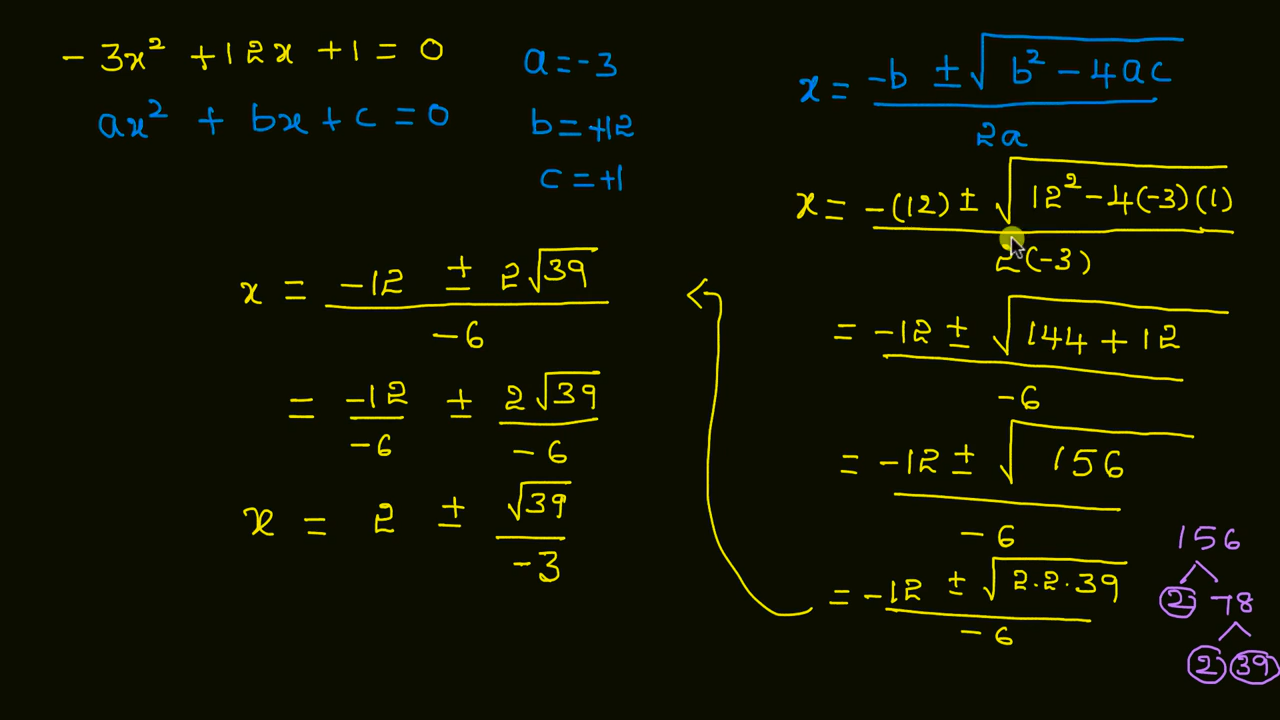 -3x² + 12x + 1 = 0
ax² + bx + c = 0
a = -3
b = +12
c = +1
x = (-b ± √(b² - 4ac)) / 2a
x = (-(12) ± √(12² - 4(-3)(1))) / 2(-3)
= (-12 ± √(144 + 12)) / -6
= (-12 ± √156) / -6
= (-12 ± √(2·2·39)) / -6
156
2 78
2 39
x = (-12 ± 2√39) / -6
= -12/-6 ± 2√39/-6
x = 2 ± √39/-3